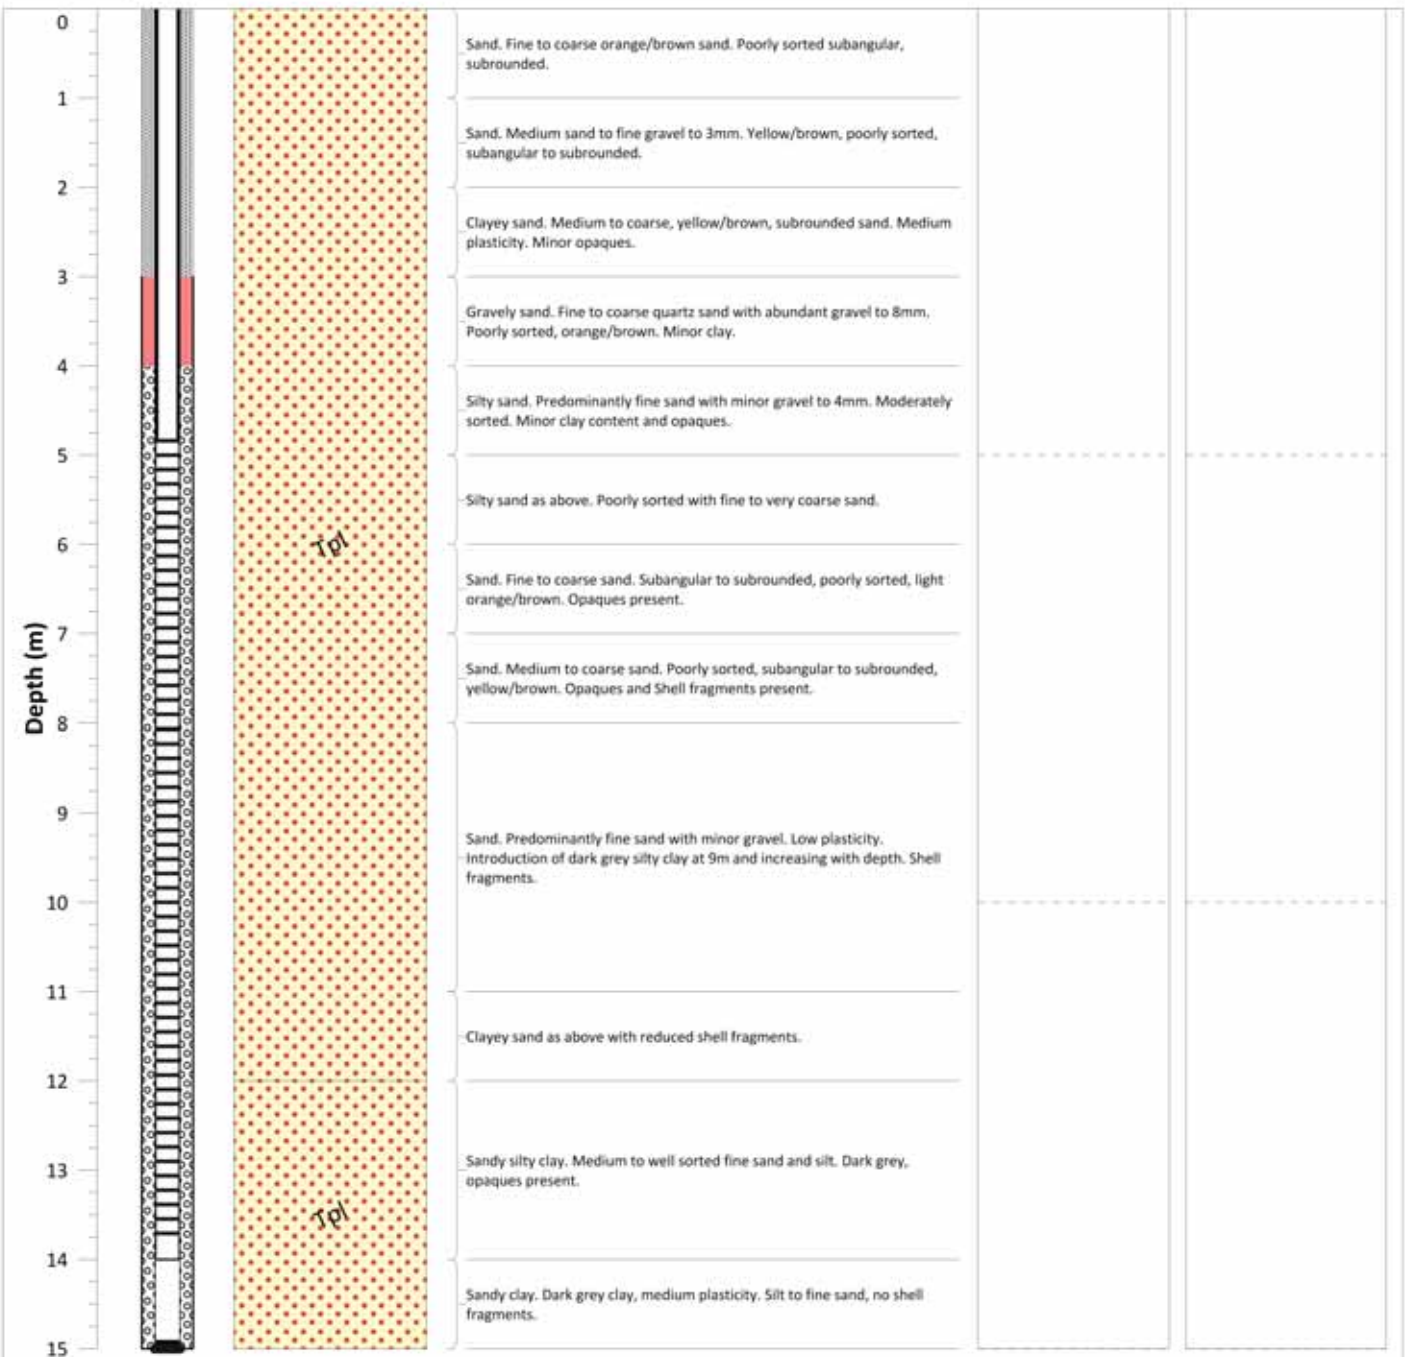 0
Sand. Fine to coarse orange/brown sand. Poorly sorted subangular,
subrounded.
1
Sand. Medium sand to fine gravel to 3mm. Yellow/brown, poorly sorted,
subangular to subrounded.
2
Clayey sand. Medium to coarse, yellow/brown, subrounded sand. Medium
plasticity. Minor opaques.
3
Gravely sand. Fine to coarse quartz sand with abundant gravel to 8mm.
Poorly sorted, orange/brown. Minor clay.
4
Silty sand. Predominantly fine sand with minor gravel to 4mm. Moderately
sorted. Minor clay content and opaques.
5
Silty sand as above. Poorly sorted with fine to very coarse sand.
6
Tpl
Sand. Fine to coarse sand. Subangular to subrounded, poorly sorted, light
orange/brown. Opaques present.
7
Depth (m)
Sand. Medium to coarse sand. Poorly sorted, subangular to subrounded,
yellow/brown. Opaques and Shell fragments present.
8
9
Sand. Predominantly fine sand with minor gravel. Low plasticity.
Introduction of dark grey silty clay at 9m and increasing with depth. Shell
fragments.
10
11
Clayey sand as above with reduced shell fragments.
12
13
Sandy silty clay. Medium to well sorted fine sand and silt. Dark grey,
opaques present.
Tpl
14
Sandy clay. Dark grey clay, medium plasticity. Silt to fine sand, no shell
fragments.
15